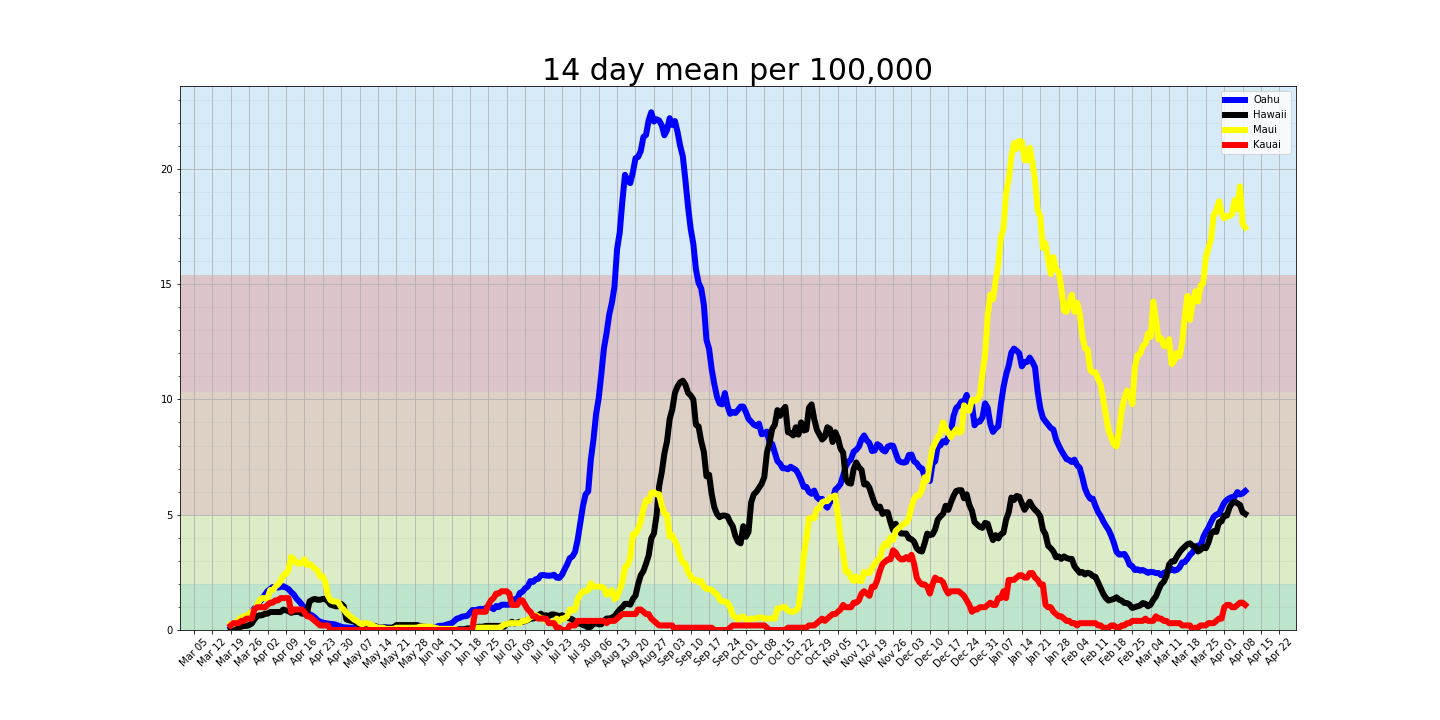 14 day mean per 100,000
Oahu
Hawaii
Maui
Kauai
20
15
10
5
0
Mar 05
Mar 12
Mar 19
Mar 26
Apr 02
Apr 09
Apr 16
Apr 23
Apr 30
May 07
May 14
May 21
May 28
Jun 04
Jun 11
Jun 18
Jun 25
Jul 02
Jul 09
Jul 16
Jul 23
Jul 30
Aug 06
Aug 13
Aug 20
Aug 27
Sep 03
Sep 10
Sep 17
Sep 24
Oct 01
Oct 08
Oct 15
Oct 22
Oct 29
Nov 05
Nov 12
Nov 19
Nov 26
Dec 03
Dec 10
Dec 17
Dec 24
Dec 31
Jan 07
Jan 14
Jan 21
Jan 28
Feb 04
Feb 11
Feb 18
Feb 25
Mar 04
Mar 11
Mar 18
Mar 25
Apr 01
Apr 08
Apr 15
Apr 22